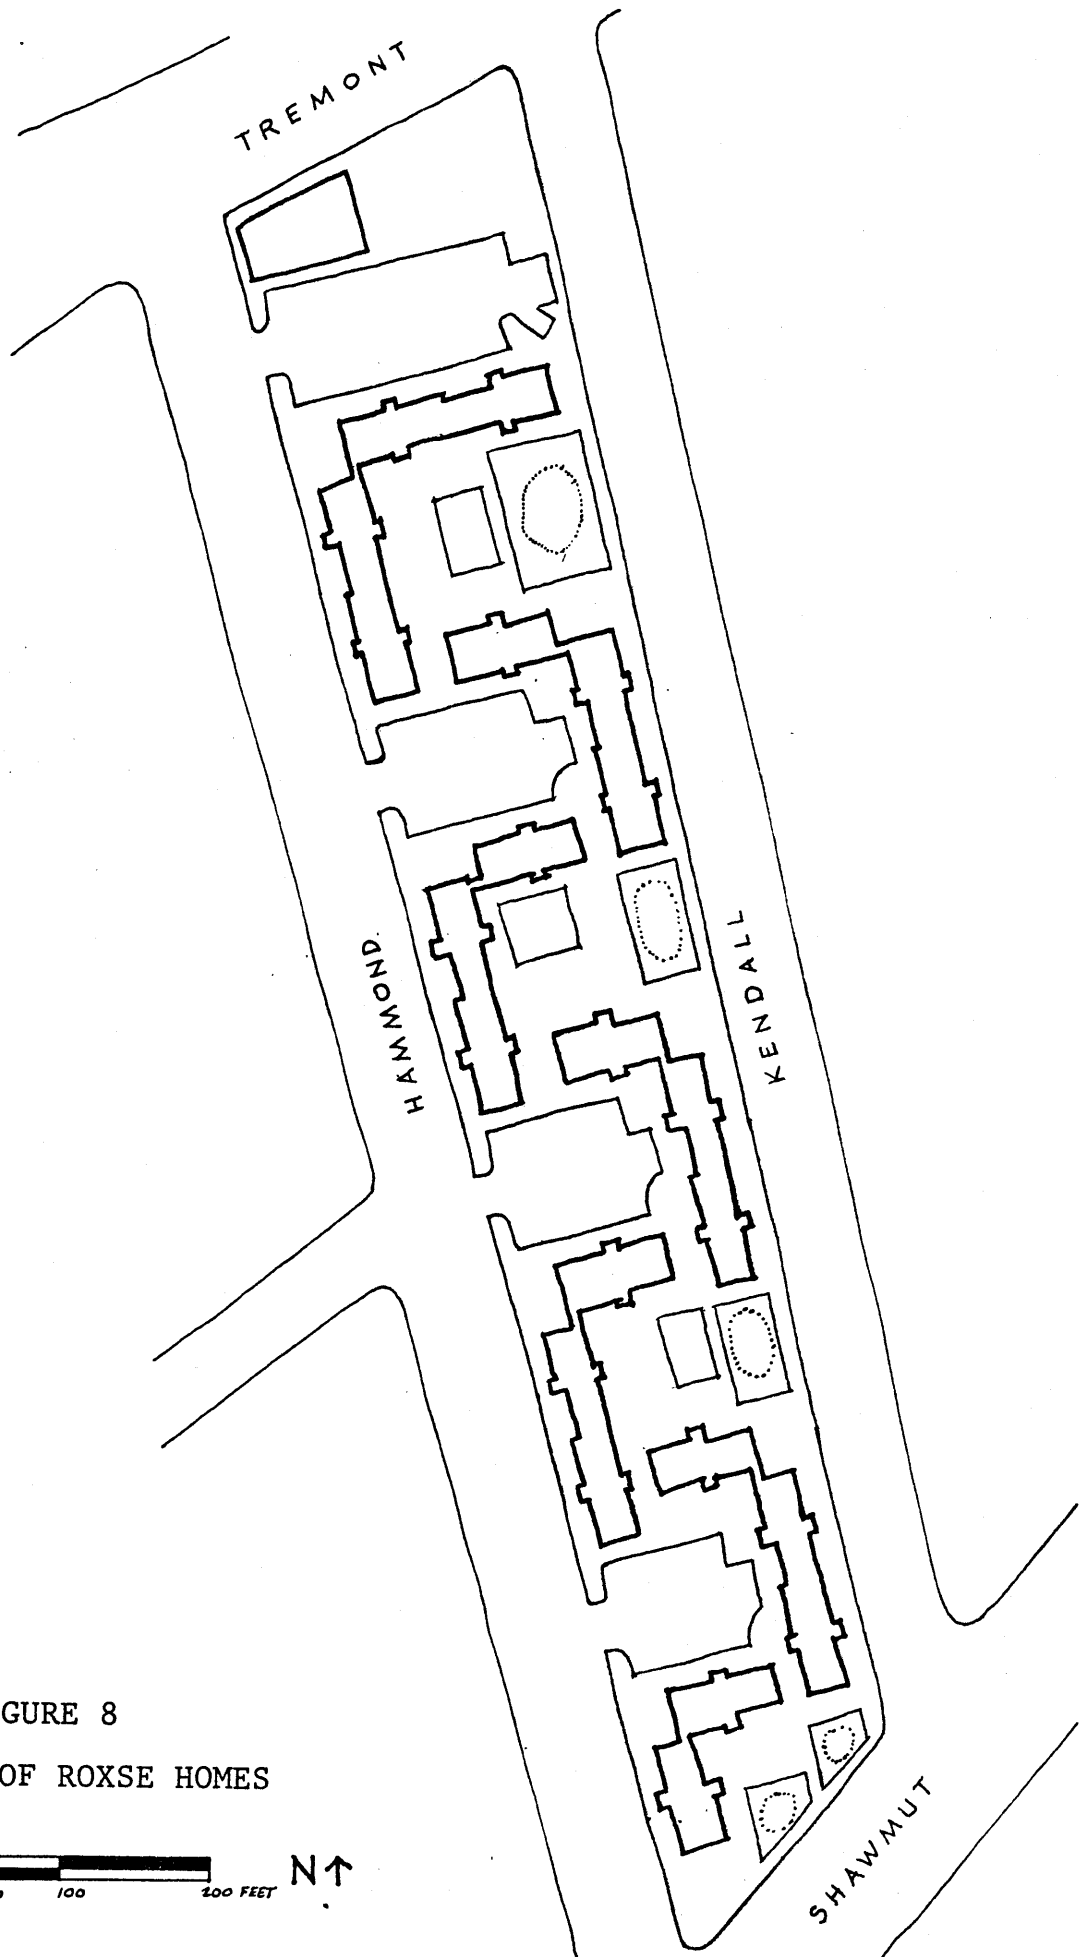 TREMONT
HAMMOND
KENDALL
SHAWMUT
GURE 8
OF ROXSE HOMES
100 200 FEET N↑